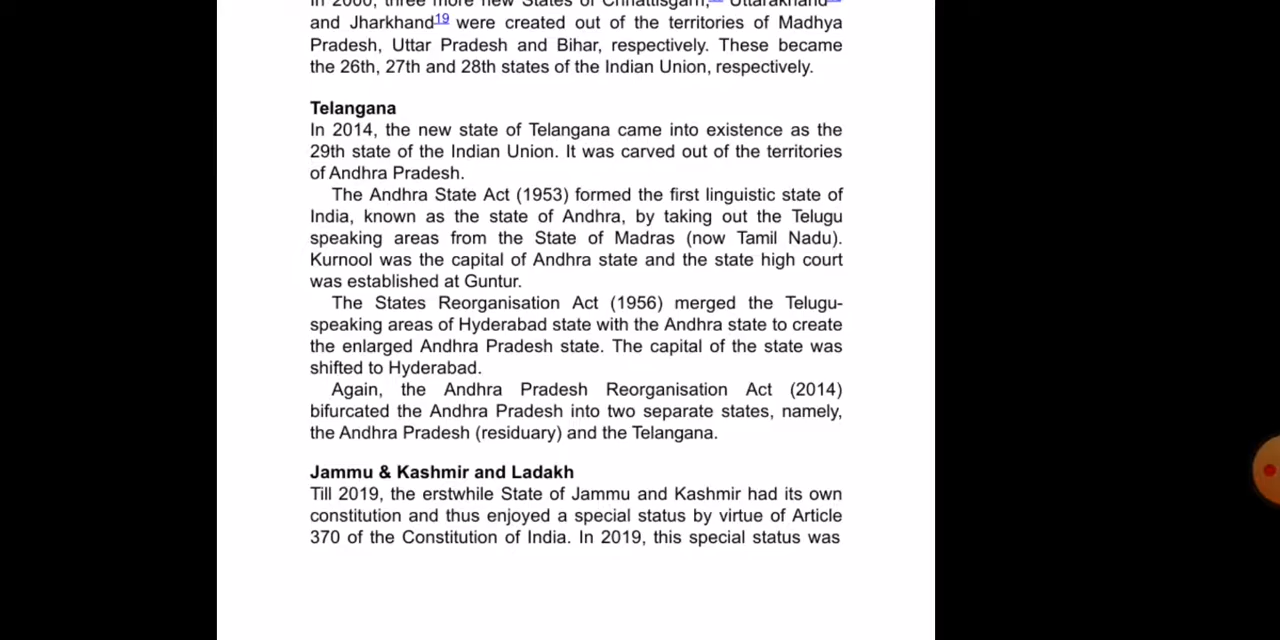 In 2000, three more new States of Chhattisgarh, Uttarakhand
and Jharkhand19 were created out of the territories of Madhya
Pradesh, Uttar Pradesh and Bihar, respectively. These became
the 26th, 27th and 28th states of the Indian Union, respectively.
Telangana
In 2014, the new state of Telangana came into existence as the
29th state of the Indian Union. It was carved out of the territories
of Andhra Pradesh.
The Andhra State Act (1953) formed the first linguistic state of
India, known as the state of Andhra, by taking out the Telugu
speaking areas from the State of Madras (now Tamil Nadu).
Kurnool was the capital of Andhra state and the state high court
was established at Guntur.
The States Reorganisation Act (1956) merged the Telugu-
speaking areas of Hyderabad state with the Andhra state to create
the enlarged Andhra Pradesh state. The capital of the state was
shifted to Hyderabad.
Again, the Andhra Pradesh Reorganisation Act (2014)
bifurcated the Andhra Pradesh into two separate states, namely,
the Andhra Pradesh (residuary) and the Telangana.
Jammu & Kashmir and Ladakh
Till 2019, the erstwhile State of Jammu and Kashmir had its own
constitution and thus enjoyed a special status by virtue of Article
370 of the Constitution of India. In 2019, this special status was